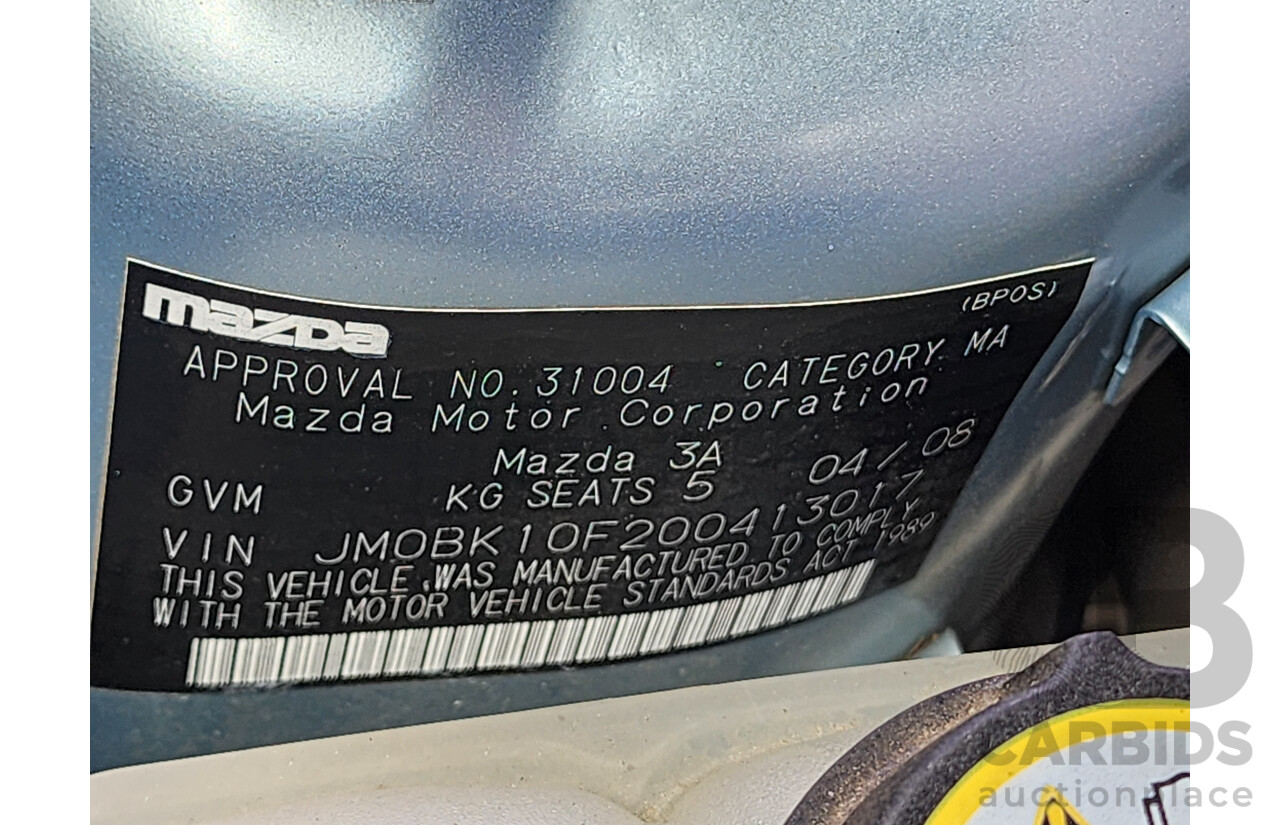 mazda
(BP0S)
APPROVAL NO. 31004 CATEGORY MA
Mazda Motor Corporation
Mazda 3A
GVM KG SEATS 5 04/08
VIN JM0BK10F200413017
THIS VEHICLE WAS MANUFACTURED TO COMPLY
WITH THE MOTOR VEHICLE STANDARDS ACT 1989
CARBIDS
auctionplace